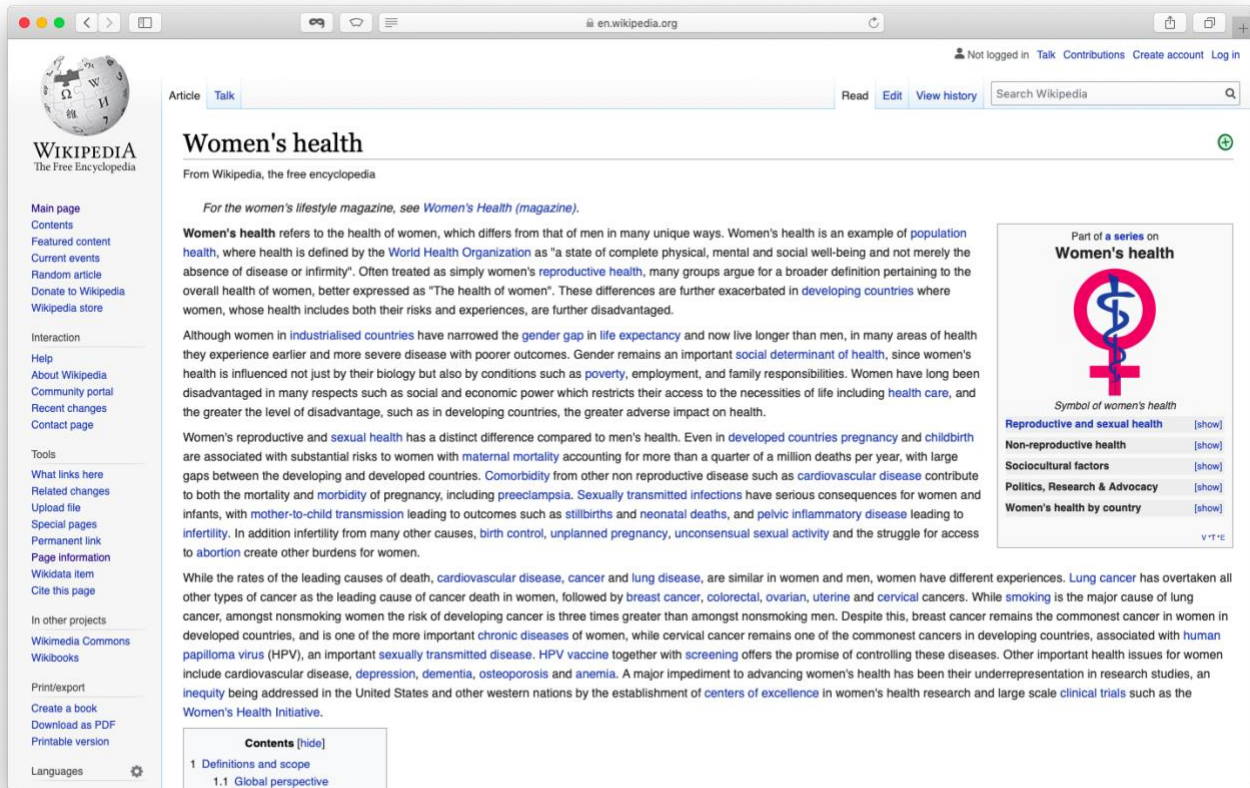 en.wikipedia.org
Not logged in Talk Contributions Create account Log in
Article Talk
Read Edit View history Search Wikipedia
WIKIPEDIA
The Free Encyclopedia
Main page
Contents
Featured content
Current events
Random article
Donate to Wikipedia
Wikipedia store
Interaction
Help
About Wikipedia
Community portal
Recent changes
Contact page
Tools
What links here
Related changes
Upload file
Special pages
Permanent link
Page information
Wikidata item
Cite this page
In other projects
Wikimedia Commons
Wikibooks
Print/export
Create a book
Download as PDF
Printable version
Languages
Women's health
From Wikipedia, the free encyclopedia
For the women's lifestyle magazine, see Women's Health (magazine).
Women's health refers to the health of women, which differs from that of men in many unique ways. Women's health is an example of population
health, where health is defined by the World Health Organization as "a state of complete physical, mental and social well-being and not merely the
absence of disease or infirmity". Often treated as simply women's reproductive health, many groups argue for a broader definition pertaining to the
overall health of women, better expressed as "The health of women". These differences are further exacerbated in developing countries where
women, whose health includes both their risks and experiences, are further disadvantaged.
Although women in industrialised countries have narrowed the gender gap in life expectancy and now live longer than men, in many areas of health
they experience earlier and more severe disease with poorer outcomes. Gender remains an important social determinant of health, since women's
health is influenced not just by their biology but also by conditions such as poverty, employment, and family responsibilities. Women have long been
disadvantaged in many respects such as social and economic power which restricts their access to the necessities of life including health care, and
the greater the level of disadvantage, such as in developing countries, the greater adverse impact on health.
Women's reproductive and sexual health has a distinct difference compared to men's health. Even in developed countries pregnancy and childbirth
are associated with substantial risks to women with maternal mortality accounting for more than a quarter of a million deaths per year, with large
gaps between the developing and developed countries. Comorbidity from other non reproductive disease such as cardiovascular disease contribute
to both the mortality and morbidity of pregnancy, including preeclampsia. Sexually transmitted infections have serious consequences for women and
infants, with mother-to-child transmission leading to outcomes such as stillbirths and neonatal deaths, and pelvic inflammatory disease leading to
infertility. In addition infertility from many other causes, birth control, unplanned pregnancy, unconsensual sexual activity and the struggle for access
to abortion create other burdens for women.
While the rates of the leading causes of death, cardiovascular disease, cancer and lung disease, are similar in women and men, women have different experiences. Lung cancer has overtaken all
other types of cancer as the leading cause of cancer death in women, followed by breast cancer, colorectal, ovarian, uterine and cervical cancers. While smoking is the major cause of lung
cancer, amongst nonsmoking women the risk of developing cancer is three times greater than amongst nonsmoking men. Despite this, breast cancer remains the commonest cancer in women in
developed countries, and is one of the more important chronic diseases of women, while cervical cancer remains one of the commonest cancers in developing countries, associated with human
papilloma virus (HPV), an important sexually transmitted disease. HPV vaccine together with screening offers the promise of controlling these diseases. Other important health issues for women
include cardiovascular disease, depression, dementia, osteoporosis and anemia. A major impediment to advancing women's health has been their underrepresentation in research studies, an
inequity being addressed in the United States and other western nations by the establishment of centers of excellence in women's health research and large scale clinical trials such as the
Women's Health Initiative.
Part of a series on
Women's health
Symbol of women's health
Reproductive and sexual health [show]
Non-reproductive health [show]
Sociocultural factors [show]
Politics, Research & Advocacy [show]
Women's health by country [show]
V•T•E
Contents [hide]
1 Definitions and scope
1.1 Global perspective